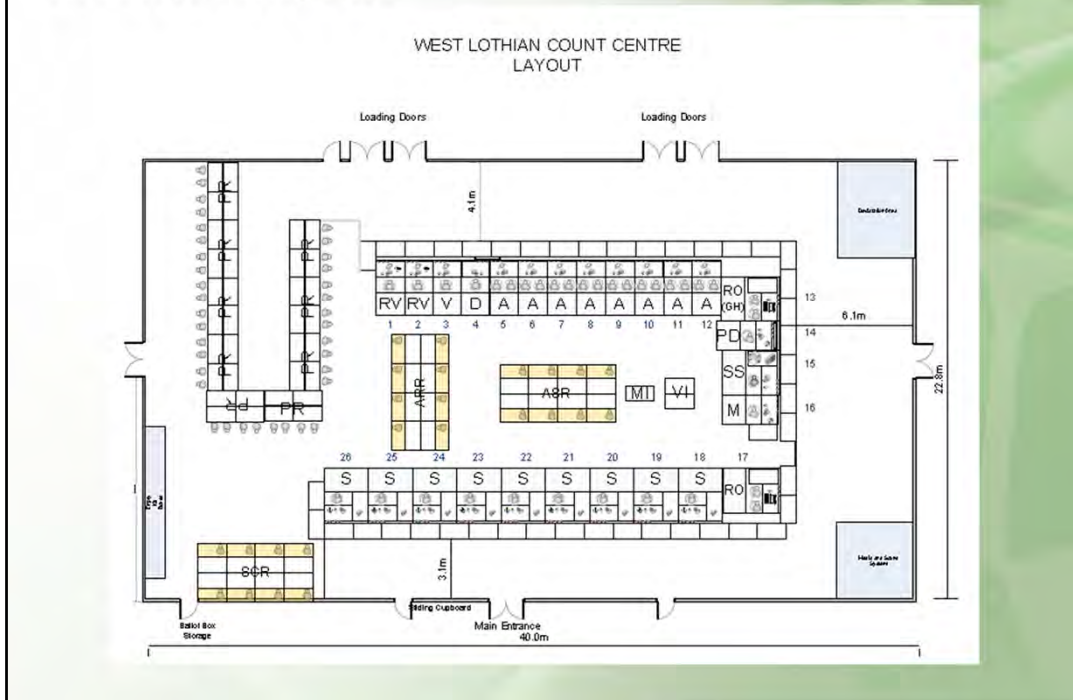 WEST LOTHIAN COUNT CENTRE
LAYOUT
Loading Doors
Loading Doors
4.1m
PR
PR
PR
PR
PR
PR
PR
PR
PR
RV RV V D A A A A A A A A
1 2 3 4 5 6 7 8 9 10 11 12
RO
(GH)
13
PD
14
6.1m
SS
15
M
16
22.8m
ARR
ASR
MI
VI
26 25 24 23 22 21 20 19 18 17
S S S S S S S S S RO
3.1m
Sliding Cupboard
Ballot Box
Storage
Main Entrance
40.0m